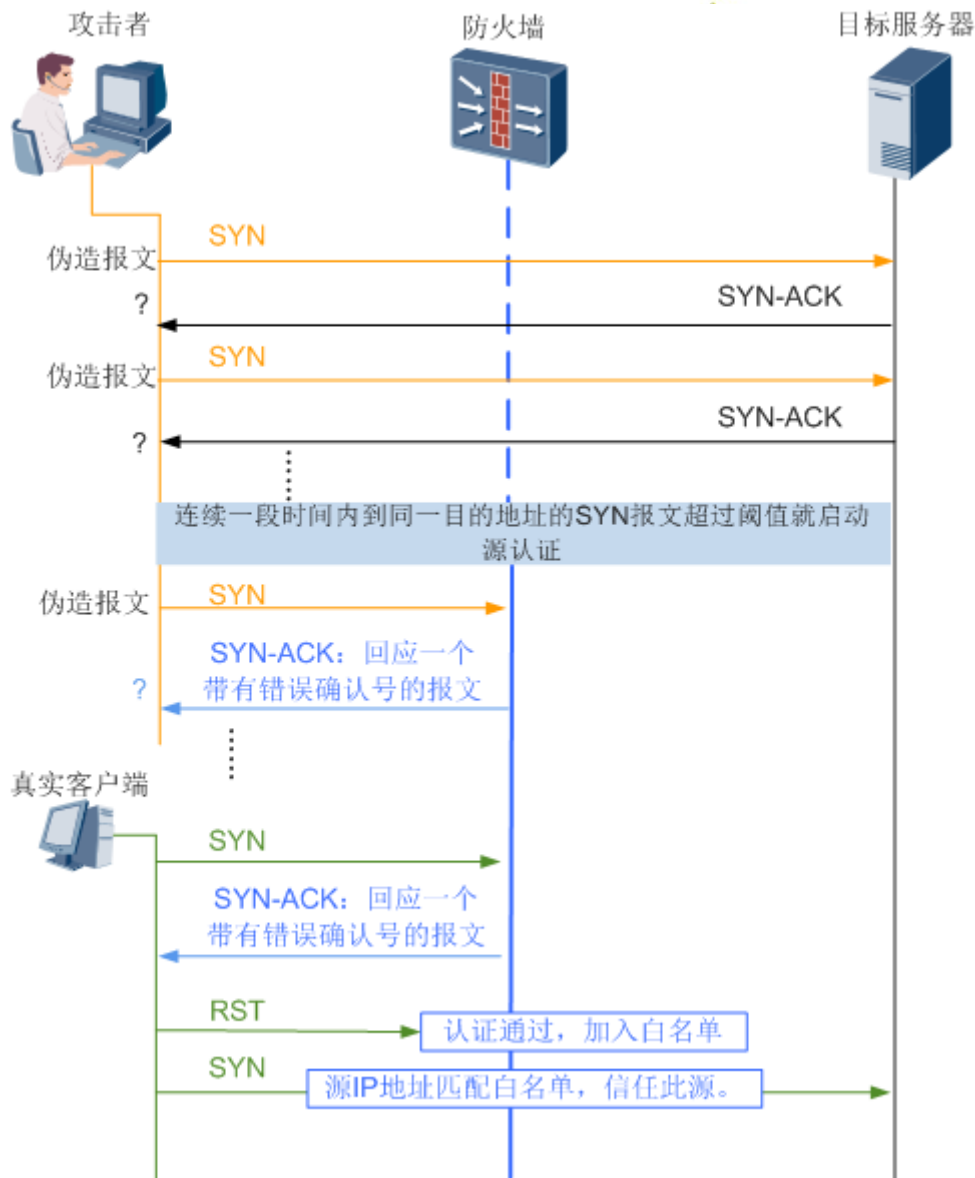 攻击者
防火墙
目标服务器
SYN
伪造报文
?
SYN-ACK
SYN
伪造报文
SYN-ACK
?
连续一段时间内到同一目的地址的SYN报文超过阈值就启动
源认证
伪造报文
SYN
SYN-ACK：回应一个
带有错误确认号的报文
?
真实客户端
SYN
SYN-ACK：回应一个
带有错误确认号的报文
RST
认证通过，加入白名单
SYN
源IP地址匹配白名单，信任此源。